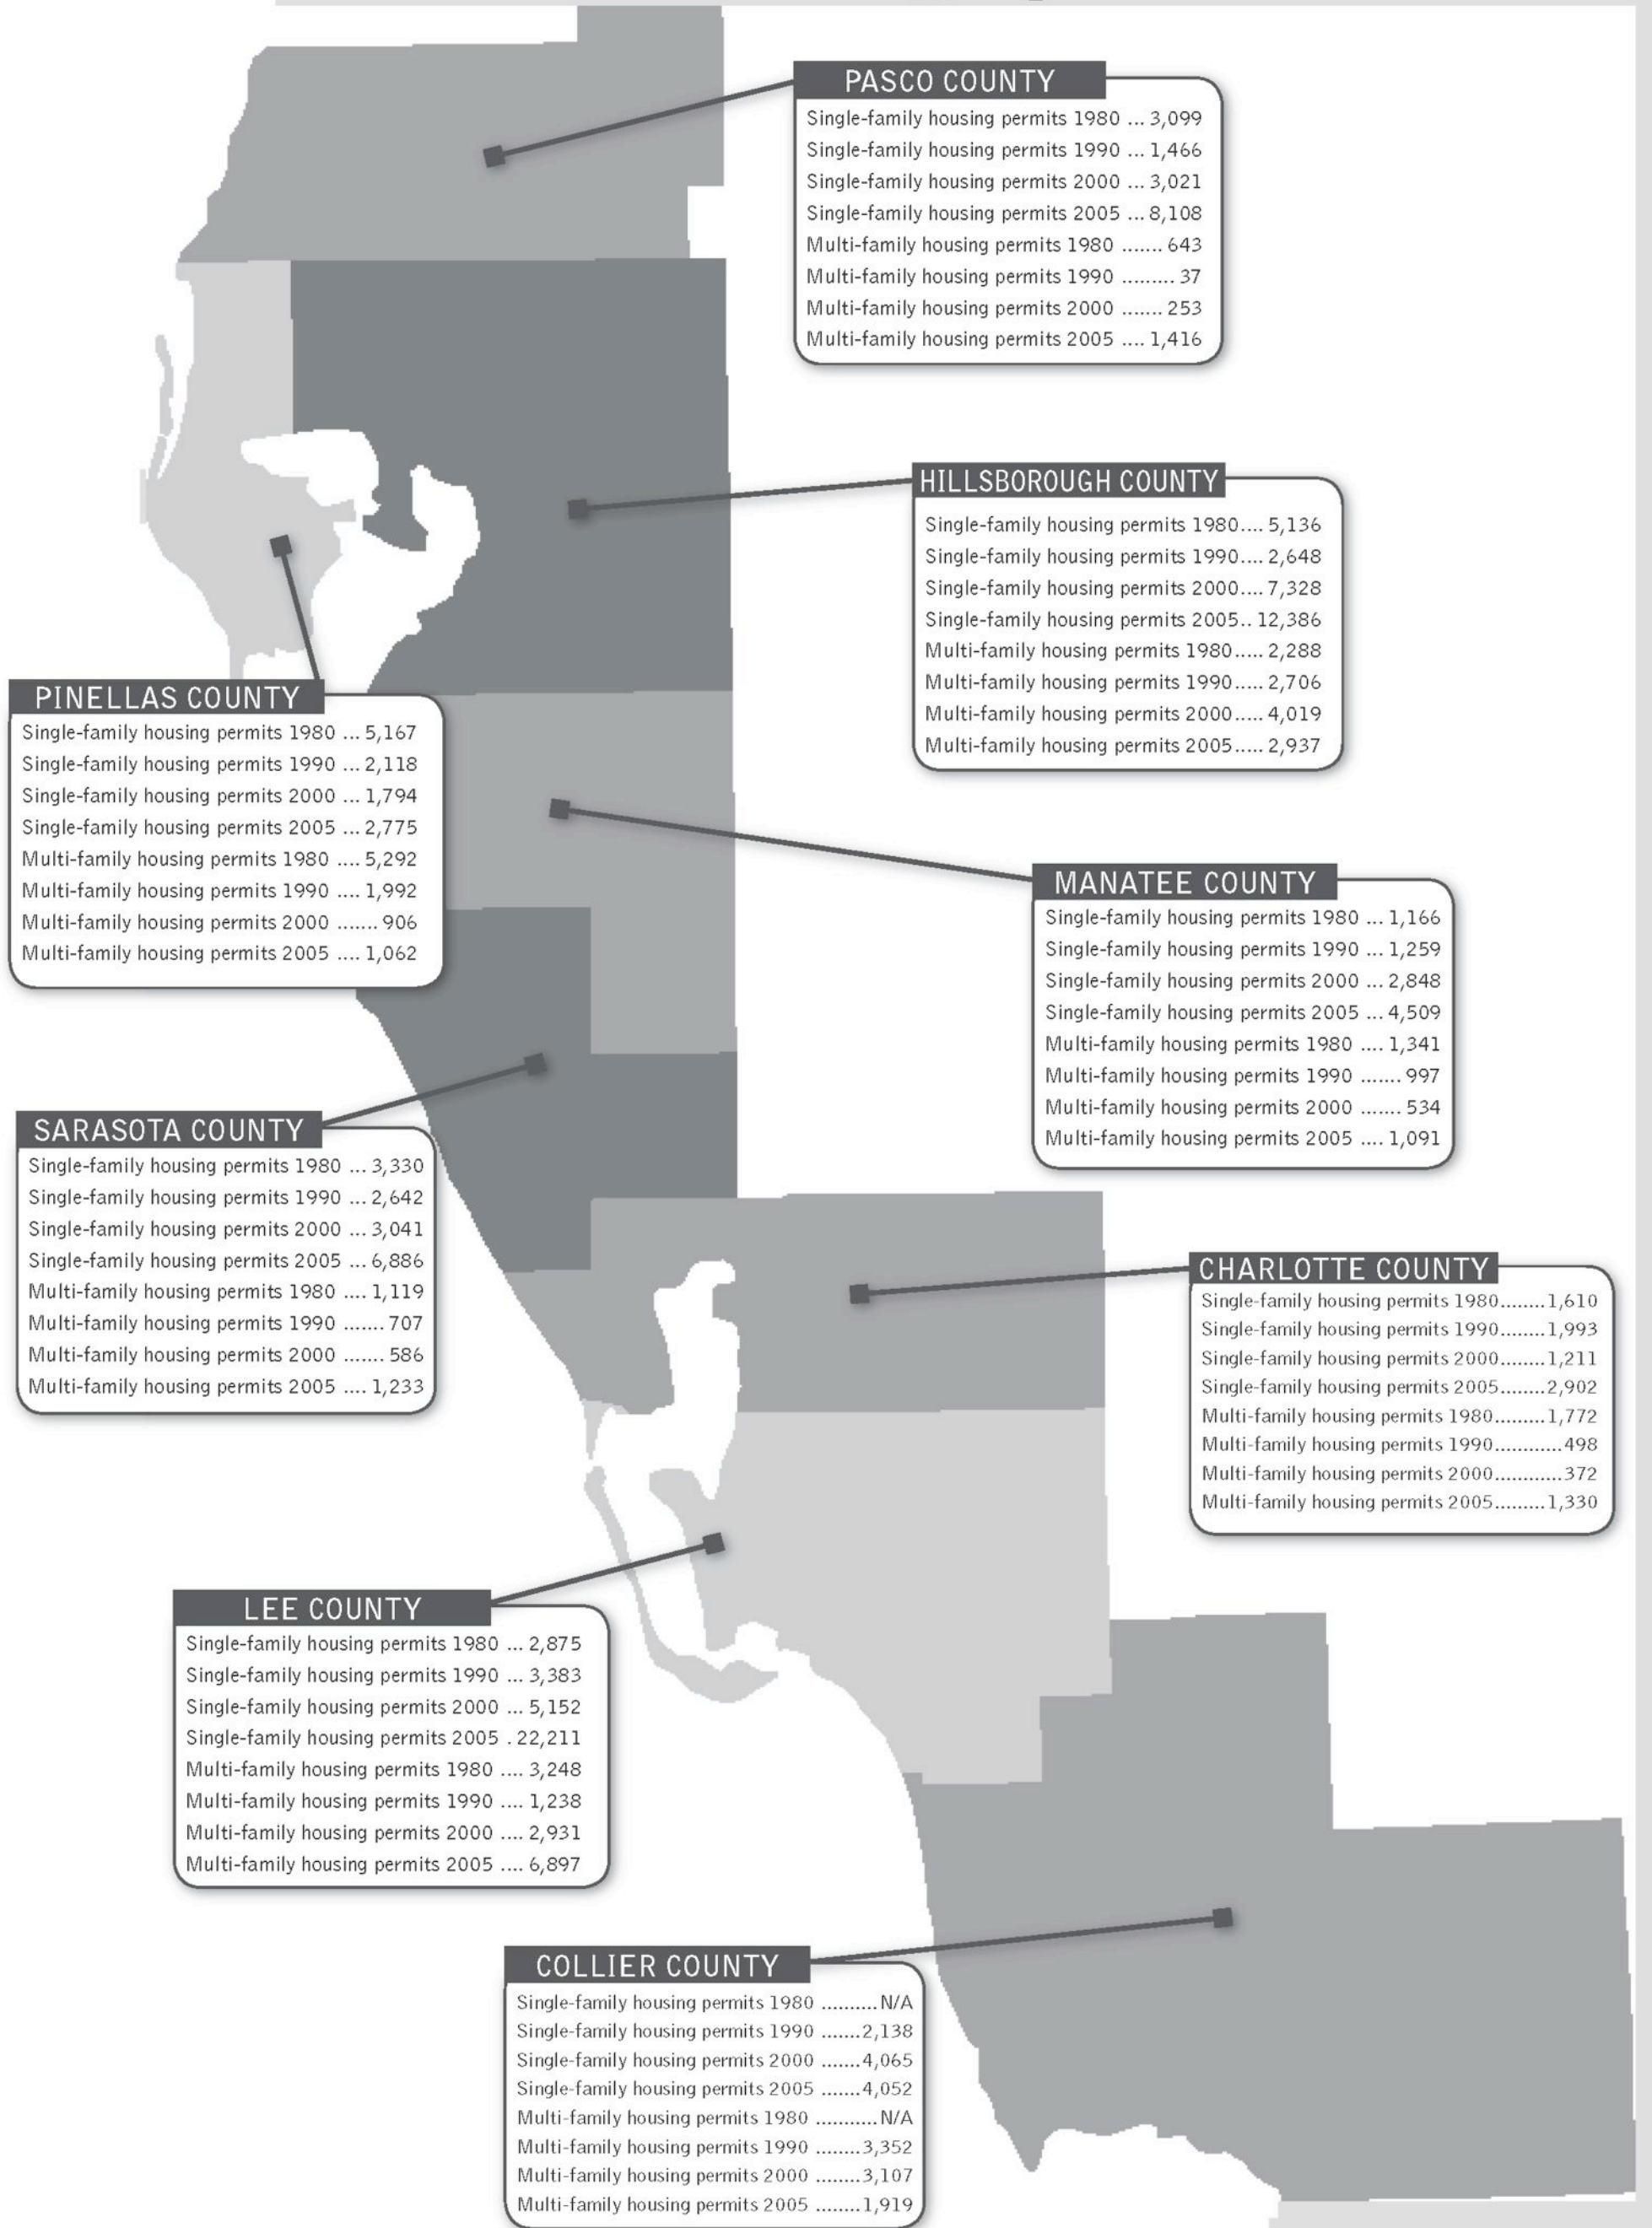 PASCO COUNTY
Single-family housing permits 1980 ... 3,099
Single-family housing permits 1990 ... 1,466
Single-family housing permits 2000 ... 3,021
Single-family housing permits 2005 ... 8,108
Multi-family housing permits 1980 ....... 643
Multi-family housing permits 1990 ......... 37
Multi-family housing permits 2000 ....... 253
Multi-family housing permits 2005 .... 1,416
HILLSBOROUGH COUNTY
Single-family housing permits 1980.... 5,136
Single-family housing permits 1990.... 2,648
Single-family housing permits 2000.... 7,328
Single-family housing permits 2005.. 12,386
Multi-family housing permits 1980..... 2,288
Multi-family housing permits 1990..... 2,706
Multi-family housing permits 2000..... 4,019
Multi-family housing permits 2005..... 2,937
PINELLAS COUNTY
Single-family housing permits 1980 ... 5,167
Single-family housing permits 1990 ... 2,118
Single-family housing permits 2000 ... 1,794
Single-family housing permits 2005 ... 2,775
Multi-family housing permits 1980 .... 5,292
Multi-family housing permits 1990 .... 1,992
Multi-family housing permits 2000 ....... 906
Multi-family housing permits 2005 .... 1,062
MANATEE COUNTY
Single-family housing permits 1980 ... 1,166
Single-family housing permits 1990 ... 1,259
Single-family housing permits 2000 ... 2,848
Single-family housing permits 2005 ... 4,509
Multi-family housing permits 1980 .... 1,341
Multi-family housing permits 1990 ....... 997
Multi-family housing permits 2000 ....... 534
Multi-family housing permits 2005 .... 1,091
SARASOTA COUNTY
Single-family housing permits 1980 ... 3,330
Single-family housing permits 1990 ... 2,642
Single-family housing permits 2000 ... 3,041
Single-family housing permits 2005 ... 6,886
Multi-family housing permits 1980 .... 1,119
Multi-family housing permits 1990 ....... 707
Multi-family housing permits 2000 ....... 586
Multi-family housing permits 2005 .... 1,233
CHARLOTTE COUNTY
Single-family housing permits 1980........1,610
Single-family housing permits 1990........1,993
Single-family housing permits 2000........1,211
Single-family housing permits 2005........2,902
Multi-family housing permits 1980.........1,772
Multi-family housing permits 1990............498
Multi-family housing permits 2000............372
Multi-family housing permits 2005.........1,330
LEE COUNTY
Single-family housing permits 1980 ... 2,875
Single-family housing permits 1990 ... 3,383
Single-family housing permits 2000 ... 5,152
Single-family housing permits 2005 . 22,211
Multi-family housing permits 1980 .... 3,248
Multi-family housing permits 1990 .... 1,238
Multi-family housing permits 2000 .... 2,931
Multi-family housing permits 2005 .... 6,897
COLLIER COUNTY
Single-family housing permits 1980 ..........N/A
Single-family housing permits 1990 .......2,138
Single-family housing permits 2000 .......4,065
Single-family housing permits 2005 .......4,052
Multi-family housing permits 1980 ...........N/A
Multi-family housing permits 1990 ........3,352
Multi-family housing permits 2000 ........3,107
Multi-family housing permits 2005 ........1,919